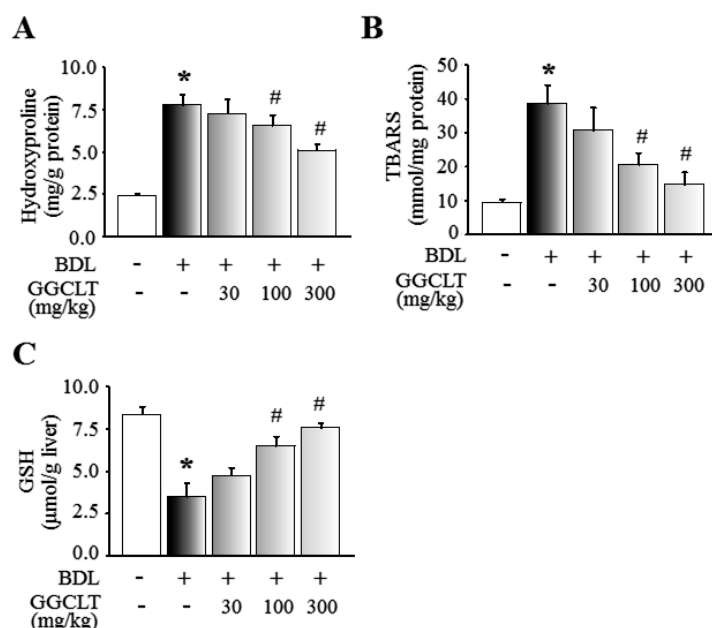 A
Hydroxyproline
(mg/g protein)
10.0
7.5
5.0
2.5
0.0
*
#
#
BDL - + + + +
GGCLT
(mg/kg) - - 30 100 300
B
TBARS
(mmol/mg protein)
50
40
30
20
10
0
*
#
#
BDL - + + + +
GGCLT
(mg/kg) - - 30 100 300
C
GSH
(μmol/g liver)
10.0
7.5
5.0
2.5
0.0
*
#
#
BDL - + + + +
GGCLT - - 30 100 300
(mg/kg)